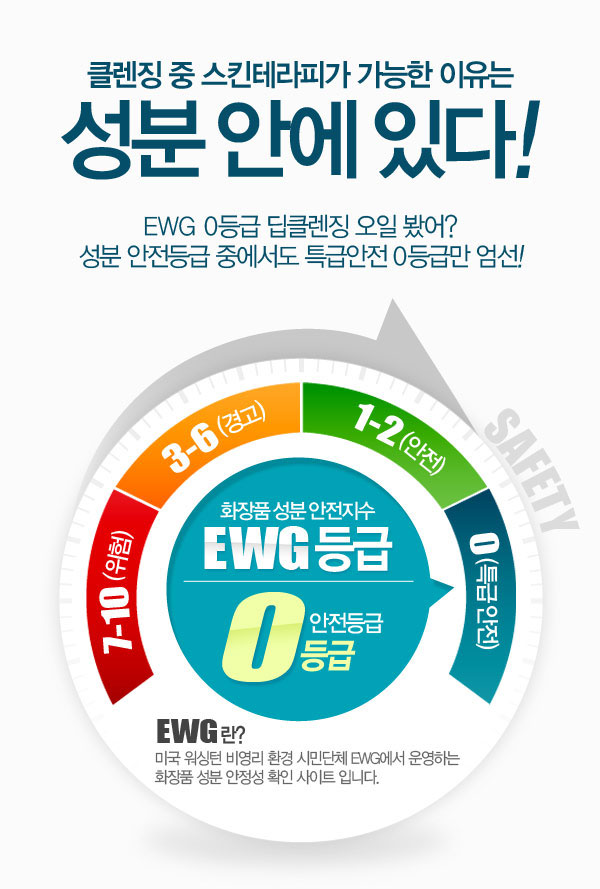 클렌징 중 스킨테라피가 가능한 이유는
성분 안에 있다!
EWG 0등급 딥클렌징 오일 봤어?
성분 안전등급 중에서도 특급안전 0등급만 엄선!
SAFETY
7-10 (위험)
3-6 (경고)
1-2 (안전)
0 (특급안전)
화장품 성분 안전지수
EWG 등급
0 안전등급
등급
EWG란?
미국 워싱턴 비영리 환경 시민단체 EWG에서 운영하는
화장품 성분 안정성 확인 사이트 입니다.